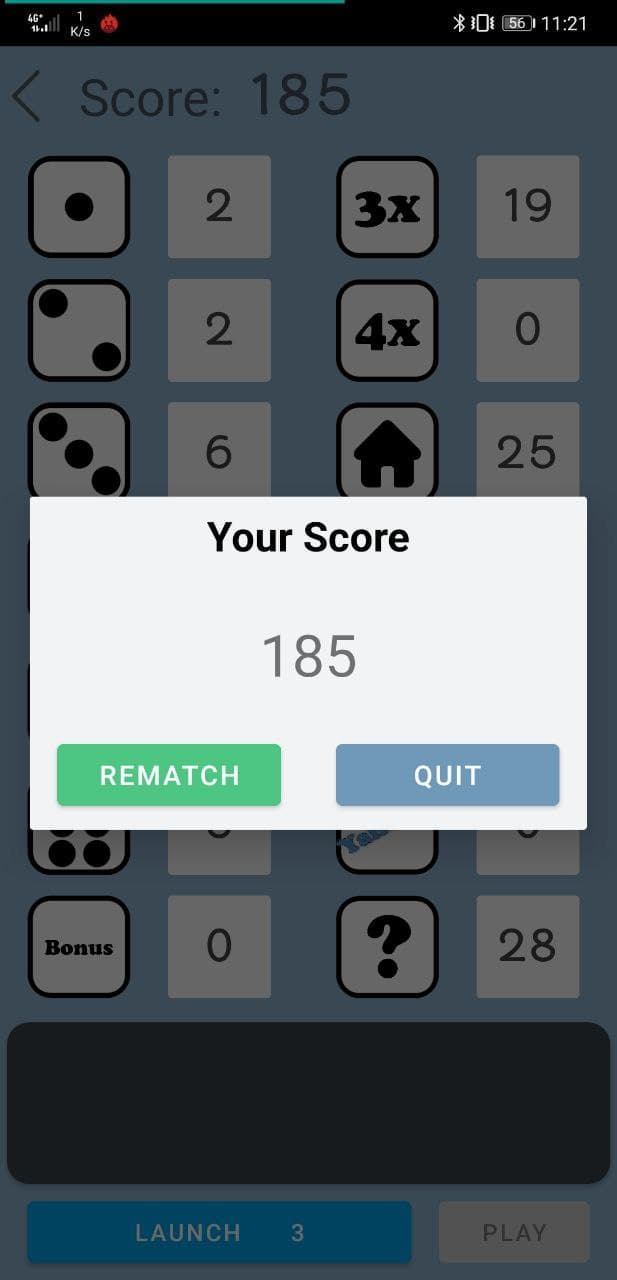 4G+ 1 K/s 56 11:21
Score: 185
2 3x 19
2 4x 0
6 25
Your Score
185
REMATCH QUIT
Bonus 0 ? 28
LAUNCH 3 PLAY